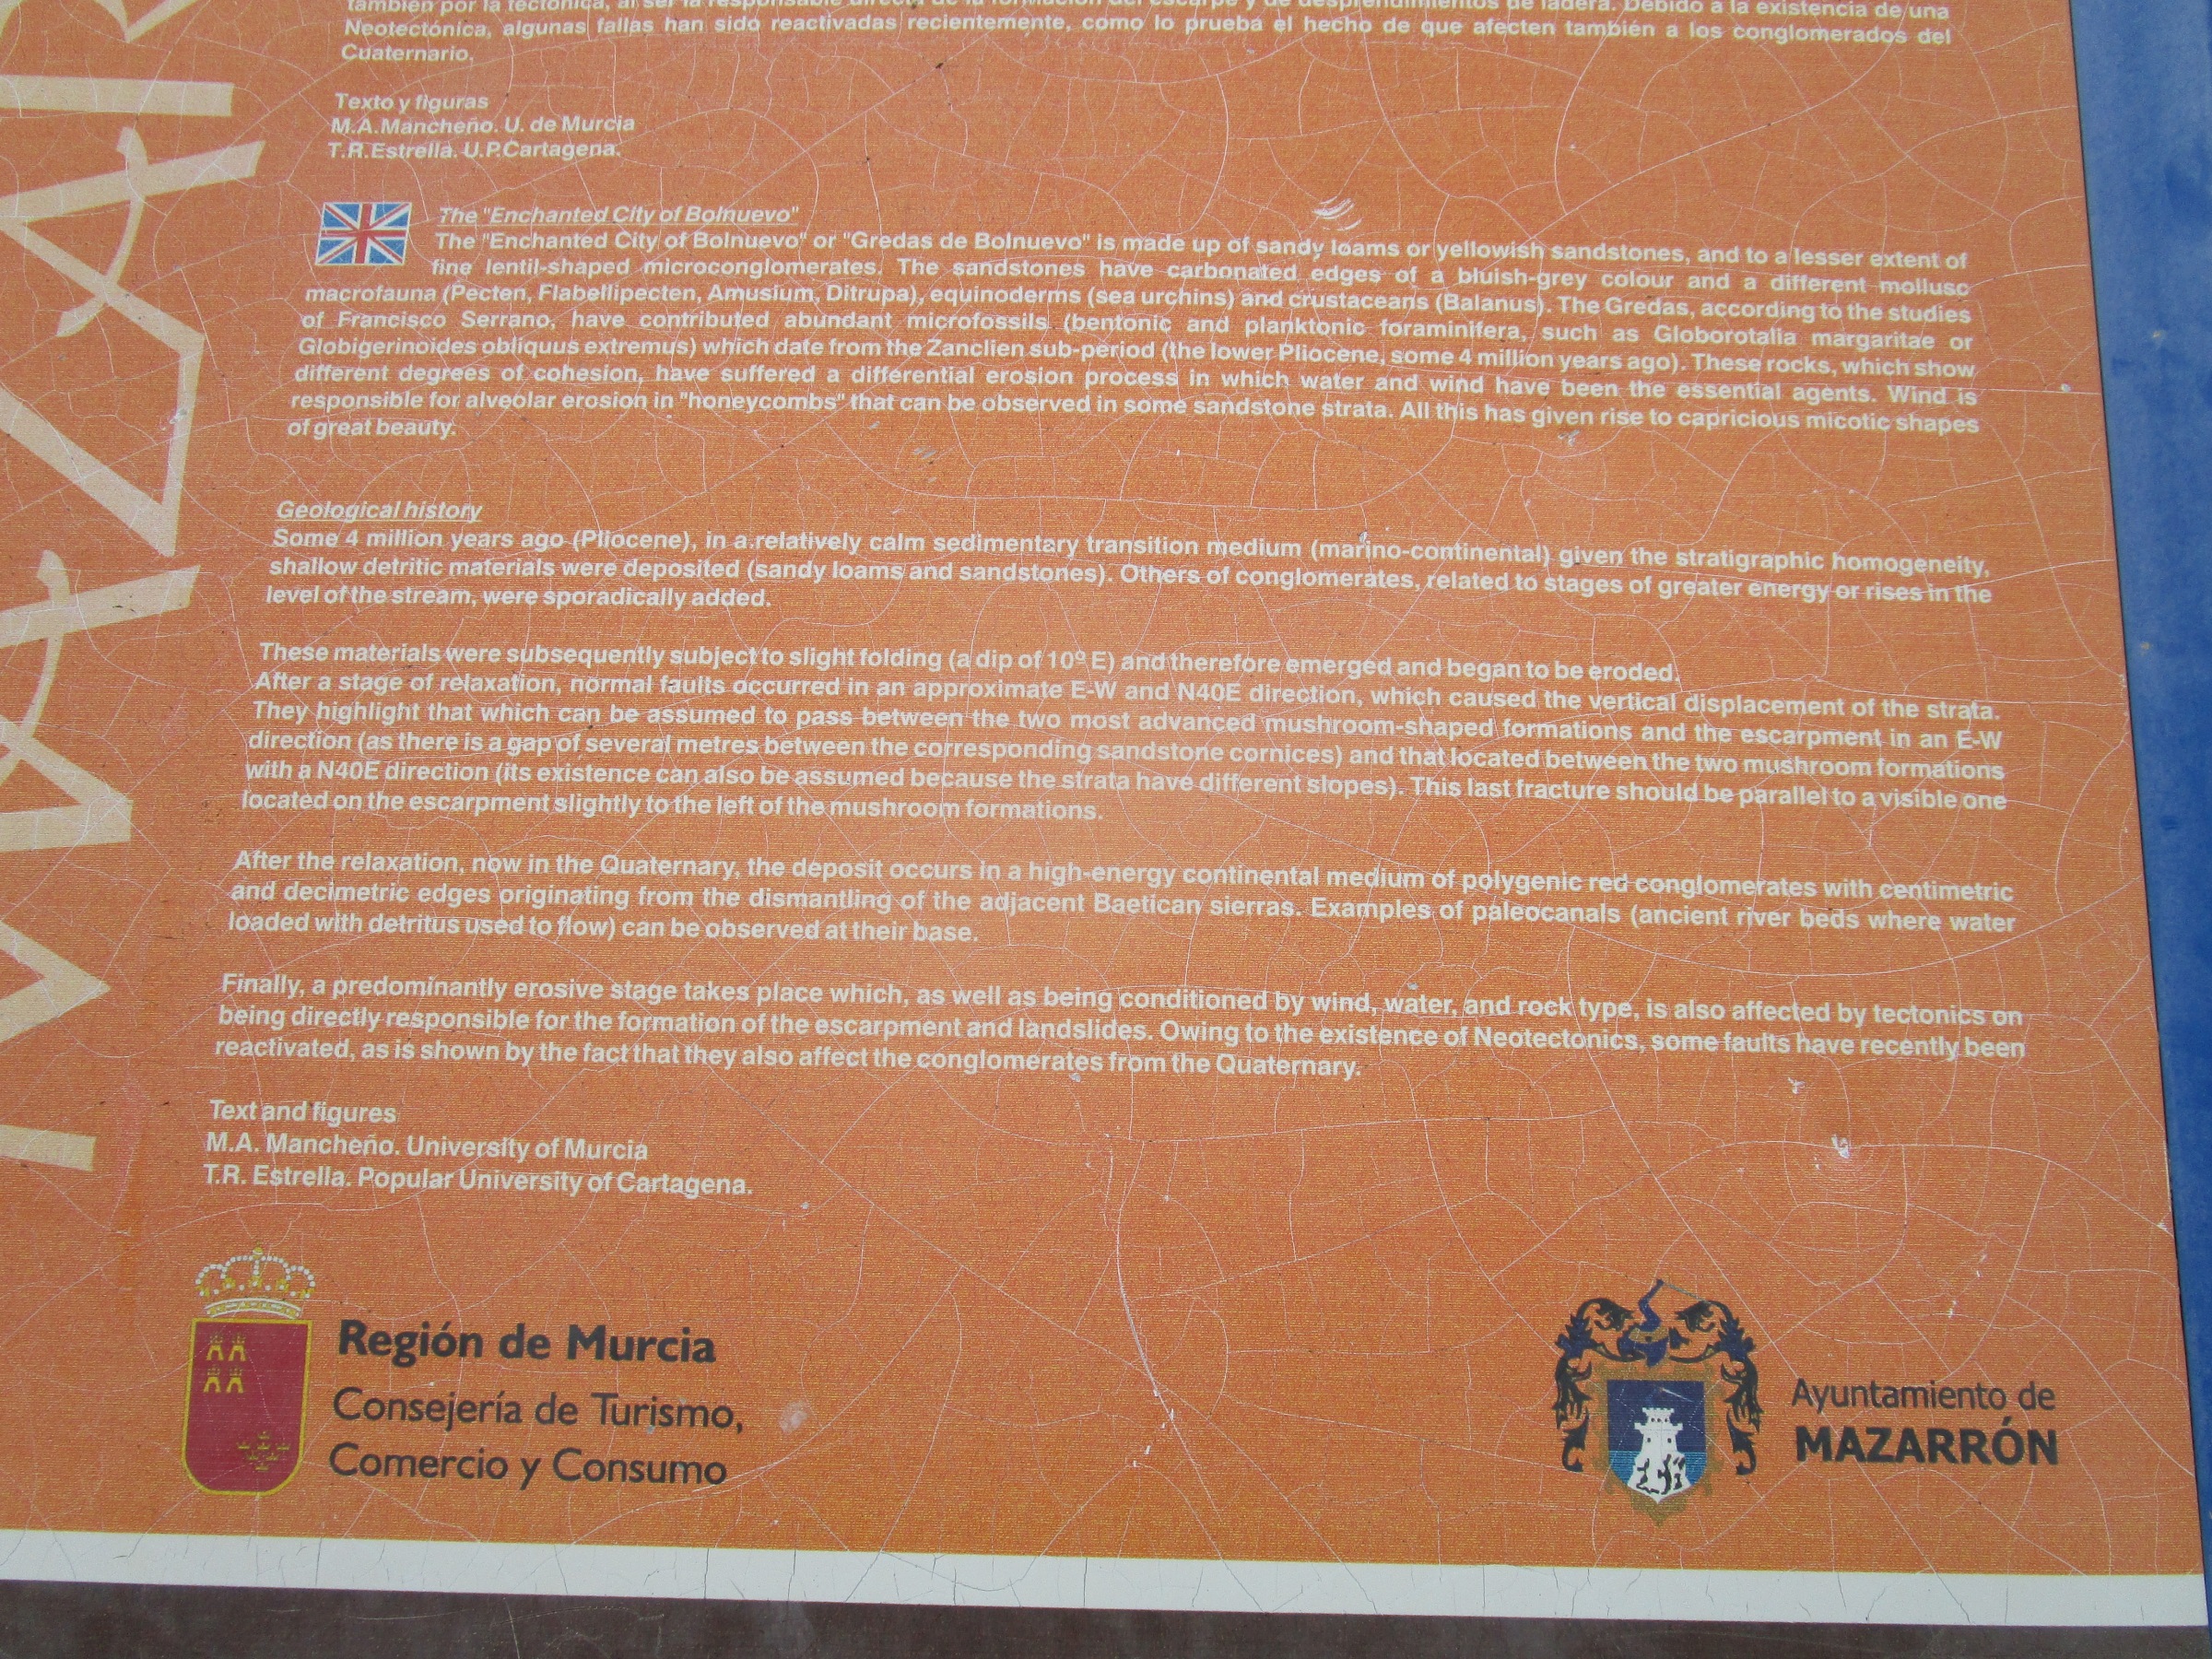 también por la tectónica, al ser la responsable directa de la formación del escarpe y de desprendimientos de ladera. Debido a la existencia de una
Neotectónica, algunas fallas han sido reactivadas recientemente, como lo prueba el hecho de que afecten también a los conglomerados del
Cuaternario.
Texto y figuras
M.A.Mancheño. U. de Murcia
T.R.Estrella. U.P.Cartagena.
The "Enchanted City of Bolnuevo"
The "Enchanted City of Bolnuevo" or "Gredas de Bolnuevo" is made up of sandy loams or yellowish sandstones, and to a lesser extent of
fine lentil-shaped microconglomerates. The sandstones have carbonated edges of a bluish-grey colour and a different mollusc
macrofauna (Pecten, Flabellipecten, Amusium, Ditrupa), equinoderms (sea urchins) and crustaceans (Balanus). The Gredas, according to the studies
of Francisco Serrano, have contributed abundant microfossils (bentonic and planktonic foraminifera, such as Globorotalia margaritae or
Globigerinoides obliquus extremus) which date from the Zanclien sub-period (the lower Pliocene, some 4 million years ago). These rocks, which show
different degrees of cohesion, have suffered a differential erosion process in which water and wind have been the essential agents. Wind is
responsible for alveolar erosion in "honeycombs" that can be observed in some sandstone strata. All this has given rise to capricious micotic shapes
of great beauty.
Geological history
Some 4 million years ago (Pliocene), in a relatively calm sedimentary transition medium (marino-continental) given the stratigraphic homogeneity,
shallow detritic materials were deposited (sandy loams and sandstones). Others of conglomerates, related to stages of greater energy or rises in the
level of the stream, were sporadically added.
These materials were subsequently subject to slight folding (a dip of 10º E) and therefore emerged and began to be eroded.
After a stage of relaxation, normal faults occurred in an approximate E-W and N40E direction, which caused the vertical displacement of the strata.
They highlight that which can be assumed to pass between the two most advanced mushroom-shaped formations and the escarpment in an E-W
direction (as there is a gap of several metres between the corresponding sandstone cornices) and that located between the two mushroom formations
with a N40E direction (its existence can also be assumed because the strata have different slopes). This last fracture should be parallel to a visible one
located on the escarpment slightly to the left of the mushroom formations.
After the relaxation, now in the Quaternary, the deposit occurs in a high-energy continental medium of polygenic red conglomerates with centimetric
and decimetric edges originating from the dismantling of the adjacent Baetican sierras. Examples of paleocanals (ancient river beds where water
loaded with detritus used to flow) can be observed at their base.
Finally, a predominantly erosive stage takes place which, as well as being conditioned by wind, water, and rock type, is also affected by tectonics on
being directly responsible for the formation of the escarpment and landslides. Owing to the existence of Neotectonics, some faults have recently been
reactivated, as is shown by the fact that they also affect the conglomerates from the Quaternary.
Text and figures
M.A. Mancheño. University of Murcia
T.R. Estrella. Popular University of Cartagena.
Región de Murcia
Consejería de Turismo,
Comercio y Consumo
Ayuntamiento de
MAZARRÓN